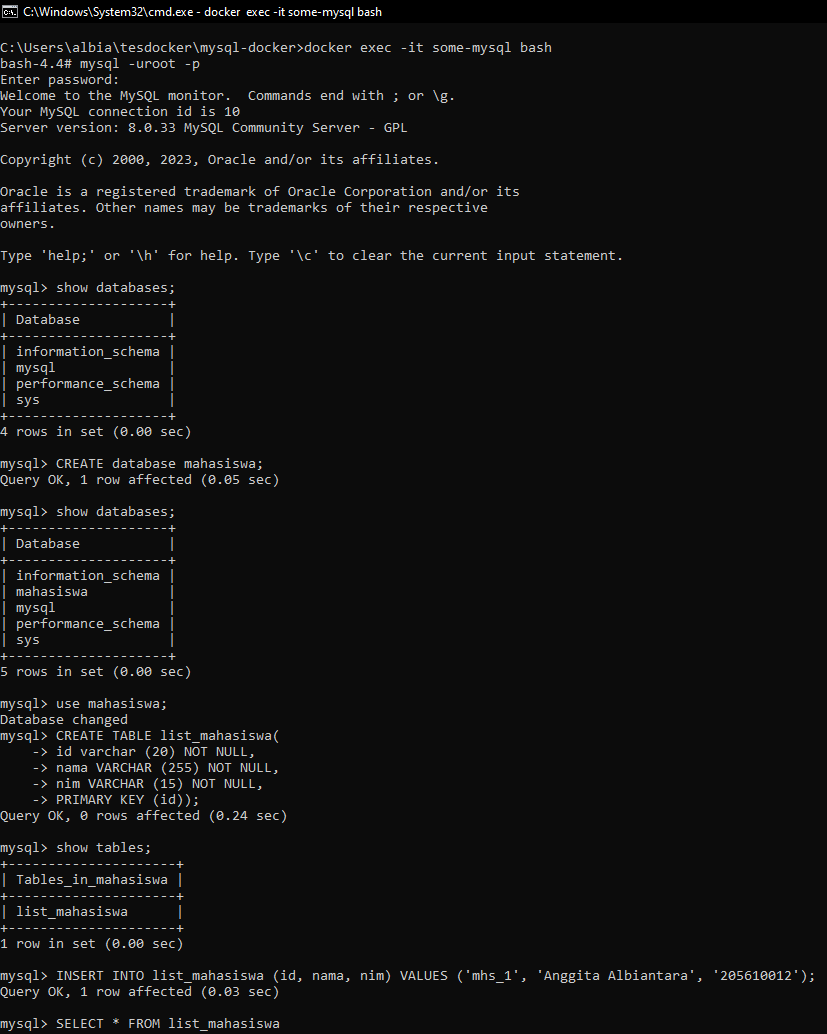 C:\Windows\System32\cmd.exe - docker exec -it some-mysql bash
C:\Users\albia\tesdocker\mysql-docker>docker exec -it some-mysql bash
bash-4.4# mysql -uroot -p
Enter password:
Welcome to the MySQL monitor.  Commands end with ; or \g.
Your MySQL connection id is 10
Server version: 8.0.33 MySQL Community Server - GPL

Copyright (c) 2000, 2023, Oracle and/or its affiliates.

Oracle is a registered trademark of Oracle Corporation and/or its
affiliates. Other names may be trademarks of their respective
owners.

Type 'help;' or '\h' for help. Type '\c' to clear the current input statement.

mysql> show databases;
+--------------------+
| Database           |
+--------------------+
| information_schema |
| mysql              |
| performance_schema |
| sys                |
+--------------------+
4 rows in set (0.00 sec)

mysql> CREATE database mahasiswa;
Query OK, 1 row affected (0.05 sec)

mysql> show databases;
+--------------------+
| Database           |
+--------------------+
| information_schema |
| mahasiswa          |
| mysql              |
| performance_schema |
| sys                |
+--------------------+
5 rows in set (0.00 sec)

mysql> use mahasiswa;
Database changed
mysql> CREATE TABLE list_mahasiswa(
    -> id varchar (20) NOT NULL,
    -> nama VARCHAR (255) NOT NULL,
    -> nim VARCHAR (15) NOT NULL,
    -> PRIMARY KEY (id));
Query OK, 0 rows affected (0.24 sec)

mysql> show tables;
+---------------------+
| Tables_in_mahasiswa |
+---------------------+
| list_mahasiswa      |
+---------------------+
1 row in set (0.00 sec)

mysql> INSERT INTO list_mahasiswa (id, nama, nim) VALUES ('mhs_1', 'Anggita Albiantara', '205610012');
Query OK, 1 row affected (0.03 sec)

mysql> SELECT * FROM list_mahasiswa